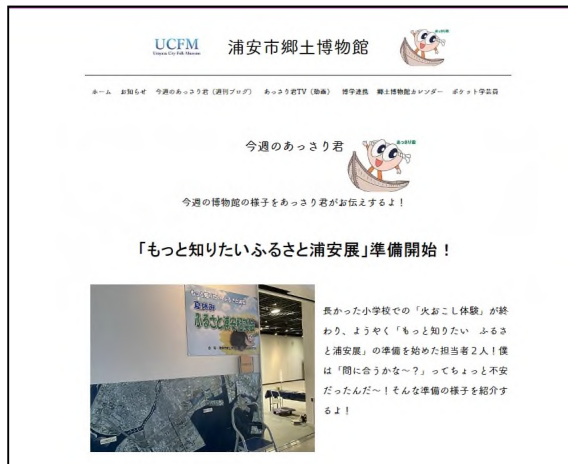 UCFM
Urayasu City Folk Museum
浦安市郷土博物館
あっさり君
ホーム お知らせ 今週のあっさり君（週刊ブログ） あっさり君TV（動画） 博学連携 郷土博物館カレンダー ポケット学芸員
今週のあっさり君
あっさり君
今週の博物館の様子をあっさり君がお伝えするよ！
「もっと知りたいふるさと浦安展」準備開始！
夏休み
ふるさと浦安
長かった小学校での「火おこし体験」が終
わり、ようやく「もっと知りたい　ふるさ
と浦安展」の準備を始めた担当者２人！僕
は「間に合うかな～？」ってちょっと不安
だったんだ～！そんな準備の様子を紹介す
るよ！